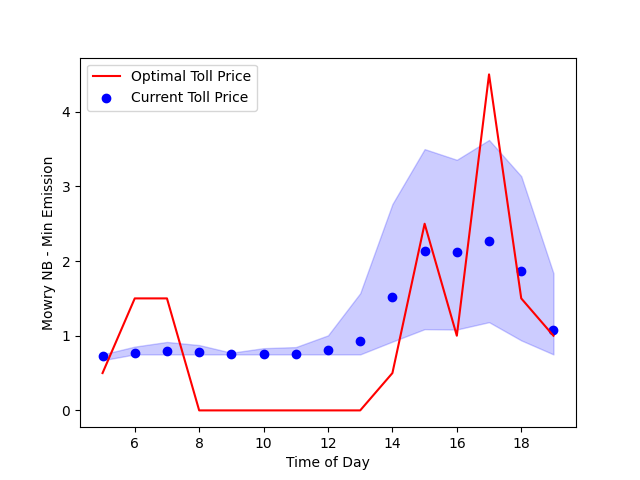 Optimal Toll Price
Current Toll Price
Mowry NB - Min Emission
4
3
2
1
0
6 8 10 12 14 16 18
Time of Day